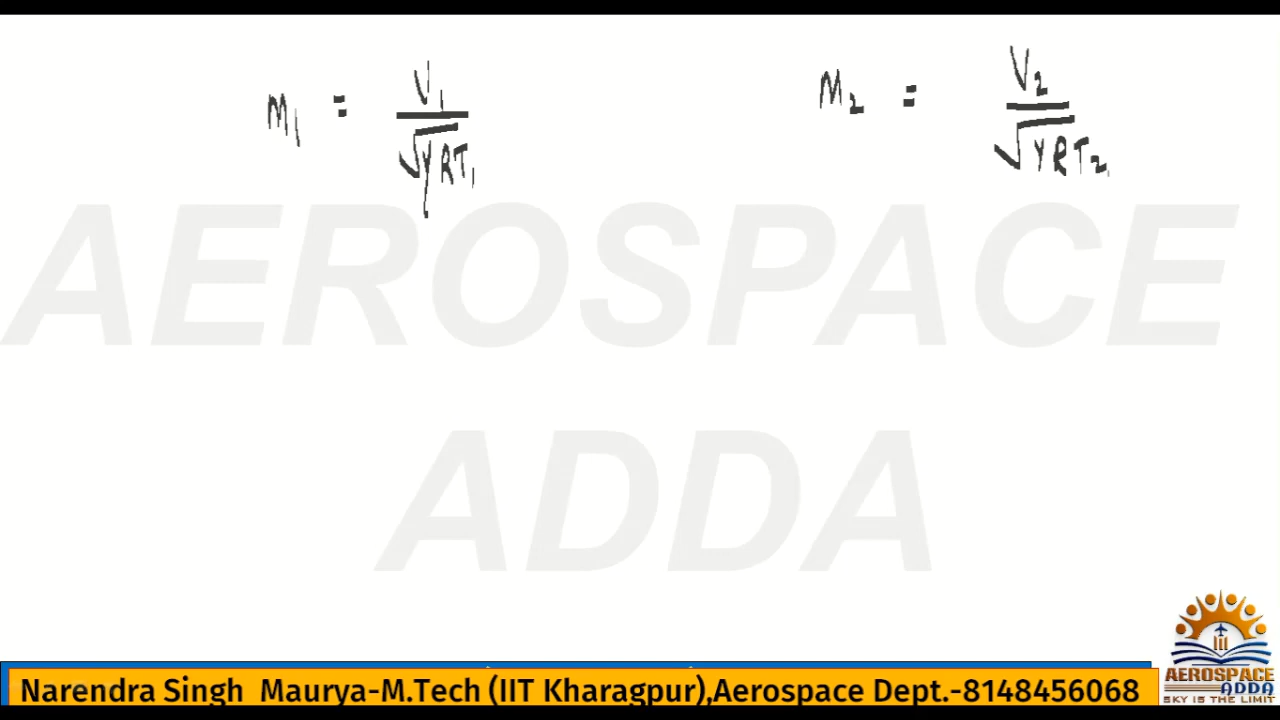 M₁ = V₁/√γRT₁ M₂ = V₂/√γRT₂
AEROSPACE
ADDA
Narendra Singh Maurya-M.Tech (IIT Kharagpur),Aerospace Dept.-8148456068
AEROSPACE
ADDA
SKY IS THE LIMIT